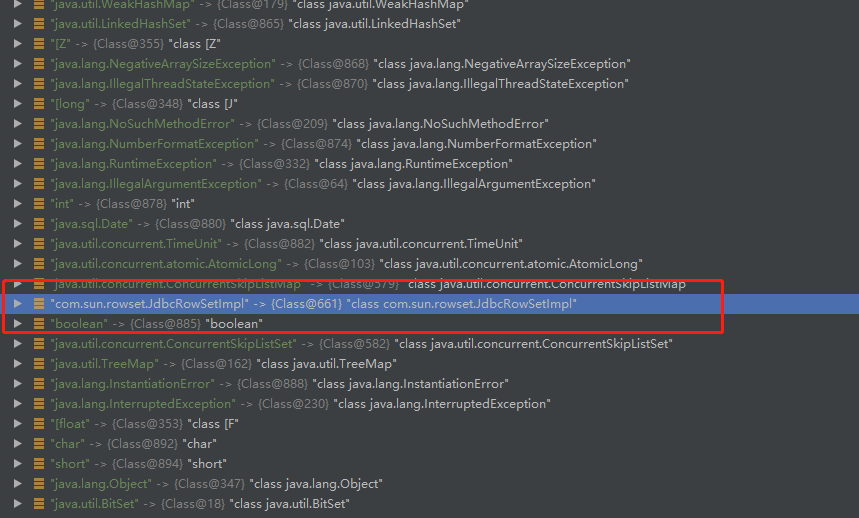 "java.util.WeakHashMap" -> {Class@179} "class java.util.WeakHashMap"
"java.util.LinkedHashSet" -> {Class@865} "class java.util.LinkedHashSet"
"[Z" -> {Class@355} "class [Z"
"java.lang.NegativeArraySizeException" -> {Class@868} "class java.lang.NegativeArraySizeException"
"java.lang.IllegalThreadStateException" -> {Class@870} "class java.lang.IllegalThreadStateException"
"[long" -> {Class@348} "class [J"
"java.lang.NoSuchMethodError" -> {Class@209} "class java.lang.NoSuchMethodError"
"java.lang.NumberFormatException" -> {Class@874} "class java.lang.NumberFormatException"
"java.lang.RuntimeException" -> {Class@332} "class java.lang.RuntimeException"
"java.lang.IllegalArgumentException" -> {Class@64} "class java.lang.IllegalArgumentException"
"int" -> {Class@878} "int"
"java.sql.Date" -> {Class@880} "class java.sql.Date"
"java.util.concurrent.TimeUnit" -> {Class@882} "class java.util.concurrent.TimeUnit"
"java.util.concurrent.atomic.AtomicLong" -> {Class@103} "class java.util.concurrent.atomic.AtomicLong"
"java.util.concurrent.ConcurrentSkipListMap" -> {Class@579} "class java.util.concurrent.ConcurrentSkipListMap"
"com.sun.rowset.JdbcRowSetImpl" -> {Class@661} "class com.sun.rowset.JdbcRowSetImpl"
"boolean" -> {Class@885} "boolean"
"java.util.concurrent.ConcurrentSkipListSet" -> {Class@582} "class java.util.concurrent.ConcurrentSkipListSet"
"java.util.TreeMap" -> {Class@162} "class java.util.TreeMap"
"java.lang.InstantiationError" -> {Class@888} "class java.lang.InstantiationError"
"java.lang.InterruptedException" -> {Class@230} "class java.lang.InterruptedException"
"[float" -> {Class@353} "class [F"
"char" -> {Class@892} "char"
"short" -> {Class@894} "short"
"java.lang.Object" -> {Class@347} "class java.lang.Object"
"java.util.BitSet" -> {Class@18} "class java.util.BitSet"